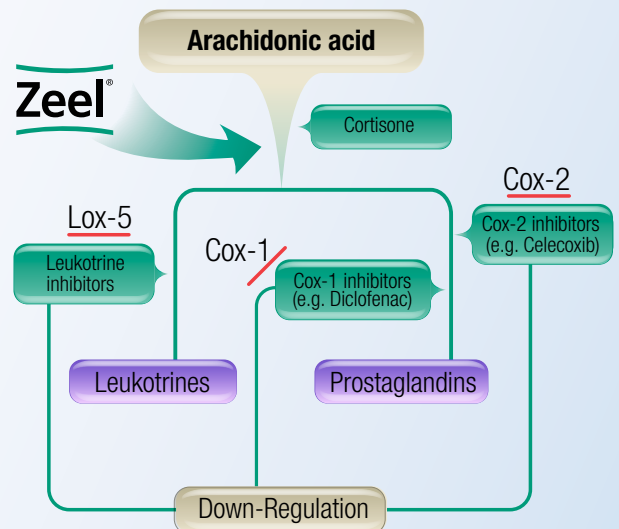 Arachidonic acid
Zeel®
Cortisone
Cox-2
Lox-5
Cox-2 inhibitors
(e.g. Celecoxib)
Cox-1
Leukotrine
inhibitors
Cox-1 inhibitors
(e.g. Diclofenac)
Leukotrines
Prostaglandins
Down-Regulation